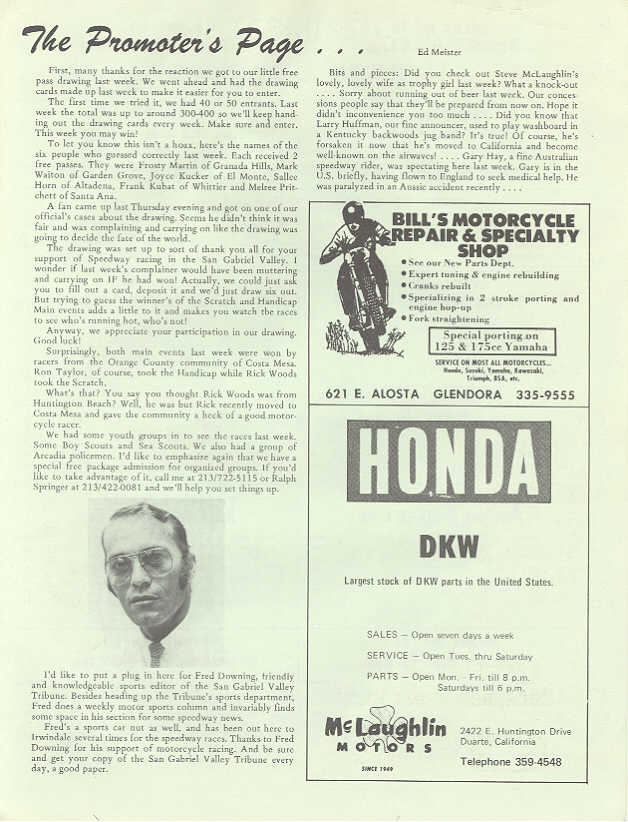 The Promoter's Page . . .
Ed Meister
First, many thanks for the reaction we got to our little free
pass drawing last week. We went ahead and had the drawing
cards made up last week to make it easier for you to enter.
The first time we tried it, we had 40 or 50 entrants. Last
week the total was up to around 300-400 so we'll keep hand-
ing out the drawing cards every week. Make sure and enter.
This week you may win!
To let you know this isn't a hoax, here's the names of the
six people who guessed correctly last week. Each received 2
free passes. They were Frosty Martin of Granada Hills, Mark
Waiton of Garden Grove, Joyce Kucker of El Monte, Sallee
Horn of Altadena, Frank Kubat of Whittier and Melree Prit-
chett of Santa Ana.
A fan came up last Thursday evening and got on one of our
official's cases about the drawing. Seems he didn't think it was
fair and was complaining and carrying on like the drawing was
going to decide the fate of the world.
The drawing was set up to sort of thank you all for your
support of Speedway racing in the San Gabriel Valley. I
wonder if last week's complainer would have been muttering
and carrying on IF he had won! Actually, we could just ask
you to fill out a card, deposit it and we'd just draw six out.
But trying to guess the winner's of the Scratch and Handicap
Main events adds a little to it and makes you watch the races
to see who's running hot, who's not!
Anyway, we appreciate your participation in our drawing.
Good luck!
Surprisingly, both main events last week were won by
racers from the Orange County community of Costa Mesa.
Ron Taylor, of course, took the Handicap while Rick Woods
took the Scratch.
What's that? You say you thought Rick Woods was from
Huntington Beach? Well, he was but Rick recently moved to
Costa Mesa and gave the community a heck of a good motor-
cycle racer.
We had some youth groups in to see the races last week.
Some Boy Scouts and Sea Scouts. We also had a group of
Arcadia policemen. I'd like to emphasize again that we have a
special free package admission for organized groups. If you'd
like to take advantage of it, call me at 213/722-5115 or Ralph
Springer at 213/422-0081 and we'll help you set things up.
I'd like to put a plug in here for Fred Downing, friendly
and knowledgeable sports editor of the San Gabriel Valley
Tribune. Besides heading up the Tribune's sports department,
Fred does a weekly motor sports column and invariably finds
some space in his section for some speedway news.
Fred's a sports car nut as well, and has been out here to
Irwindale several times for the speedway races. Thanks to Fred
Downing for his support of motorcycle racing. And be sure
and get your copy of the San Gabriel Valley Tribune every
day, a good paper.
Bits and pieces: Did you check out Steve McLaughlin's
lovely, lovely wife as trophy girl last week? What a knock-out
. . . . Sorry about running out of beer last week. Our conces-
sions people say that they'll be prepared from now on. Hope it
didn't inconvenience you too much . . . . Did you know that
Larry Huffman, our fine announcer, used to play washboard in
a Kentucky backwoods jug band? It's true! Of course, he's
forsaken it now that he's moved to California and become
well-known on the airwaves! . . . . Gary Hay, a fine Australian
speedway rider, was spectating here last week. Gary is in the
U.S. briefly, having flown to England to seek medical help. He
was paralyzed in an Aussie accident recently . . . .
BILL'S MOTORCYCLE
REPAIR & SPECIALTY
SHOP
• See our New Parts Dept.
• Expert tuning & engine rebuilding
• Cranks rebuilt
• Specializing in 2 stroke porting and
engine hop-up
• Fork straightening
Special porting on
125 & 175cc Yamaha
SERVICE ON MOST ALL MOTORCYCLES...
Honda, Suzuki, Yamaha, Kawasaki,
Triumph, BSA, etc.
621 E. ALOSTA GLENDORA 335-9555
HONDA
DKW
Largest stock of DKW parts in the United States.
SALES – Open seven days a week
SERVICE – Open Tues. thru Saturday
PARTS – Open Mon. - Fri. till 8 p.m.
Saturdays till 6 p.m.
McLaughlin
MOTORS
SINCE 1949
2422 E. Huntington Drive
Duarte, California
Telephone 359-4548